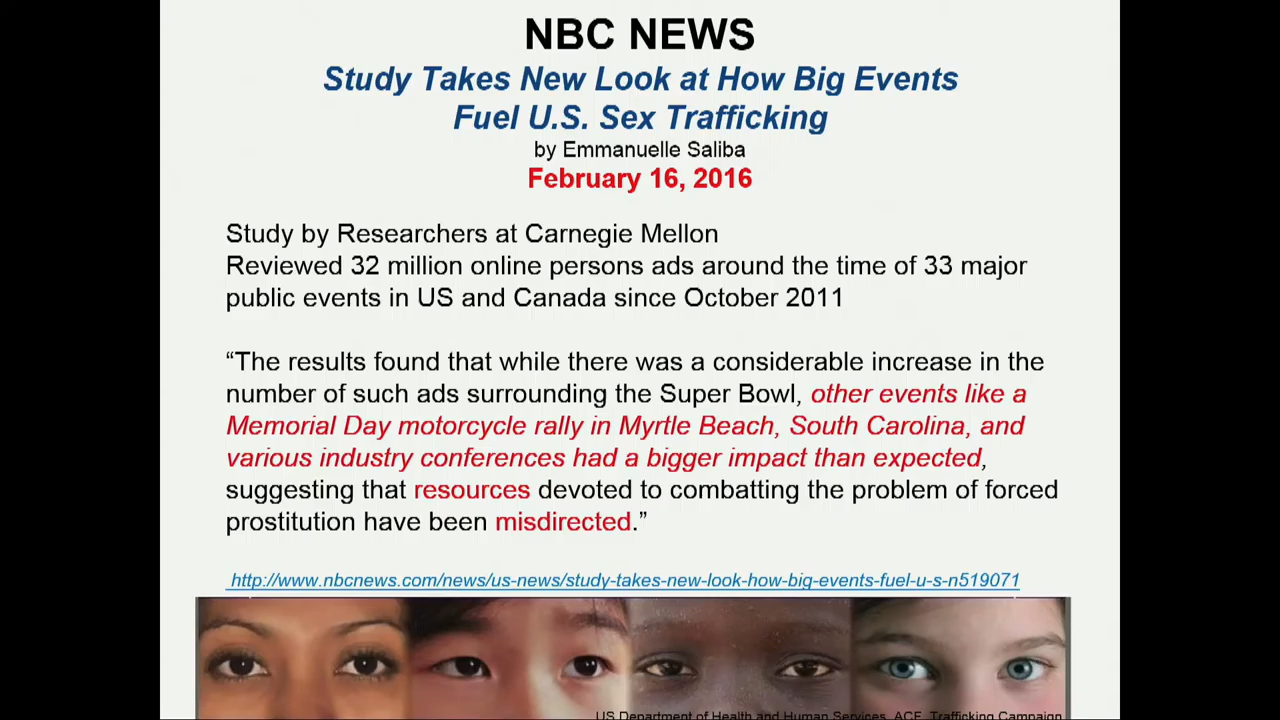 NBC NEWS
Study Takes New Look at How Big Events
Fuel U.S. Sex Trafficking
by Emmanuelle Saliba
February 16, 2016
Study by Researchers at Carnegie Mellon
Reviewed 32 million online persons ads around the time of 33 major
public events in US and Canada since October 2011
“The results found that while there was a considerable increase in the
number of such ads surrounding the Super Bowl, other events like a
Memorial Day motorcycle rally in Myrtle Beach, South Carolina, and
various industry conferences had a bigger impact than expected,
suggesting that resources devoted to combatting the problem of forced
prostitution have been misdirected.”
http://www.nbcnews.com/news/us-news/study-takes-new-look-how-big-events-fuel-u-s-n519071
US Department of Health and Human Services, ACF, Trafficking Campaign